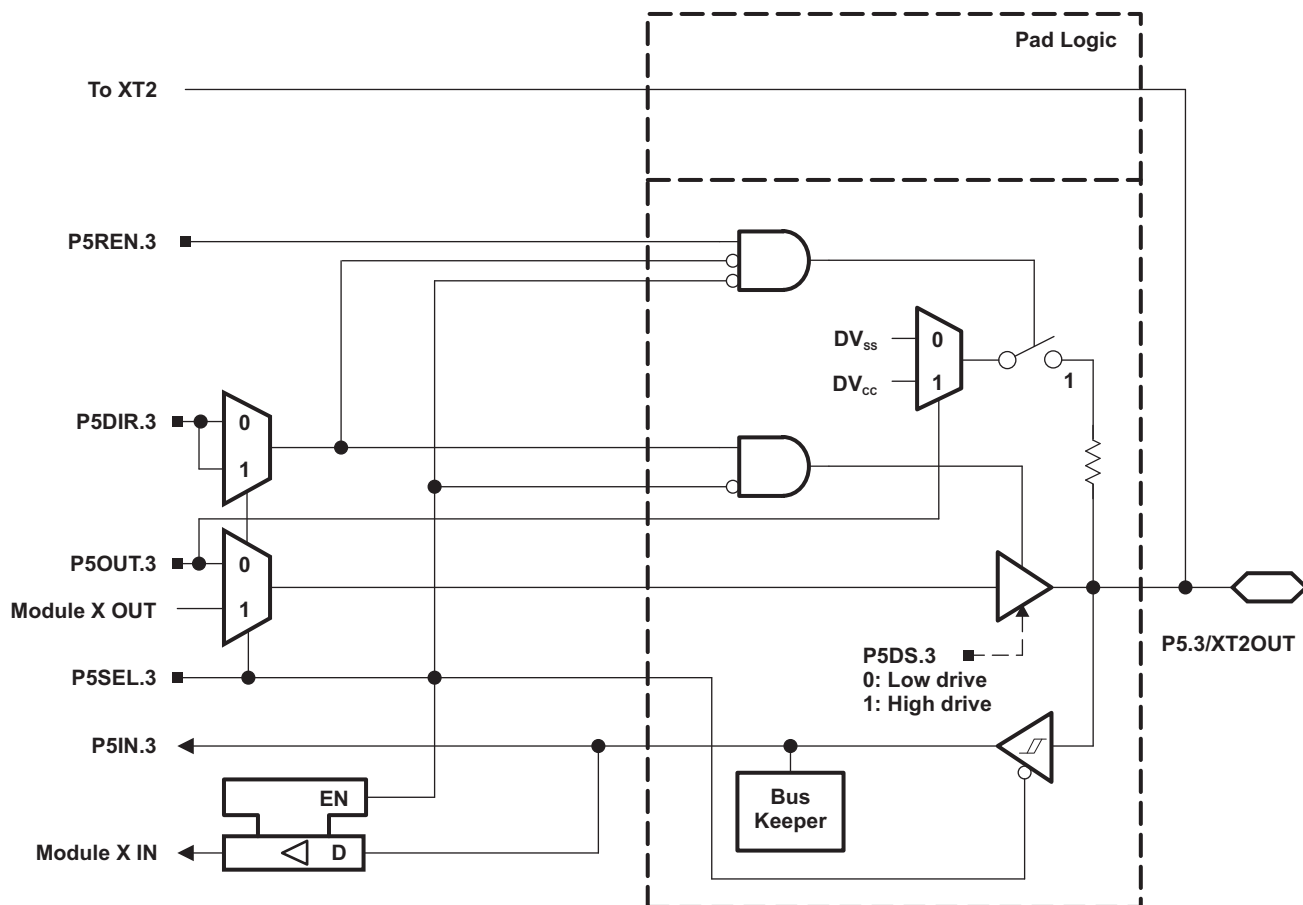 Pad Logic
To XT2
P5REN.3
DVSS
0
DVCC
1
1
P5DIR.3
0
1
P5OUT.3
0
Module X OUT
1
P5DS.3
0: Low drive
1: High drive
P5.3/XT2OUT
P5SEL.3
P5IN.3
Bus
Keeper
EN
Module X IN
D